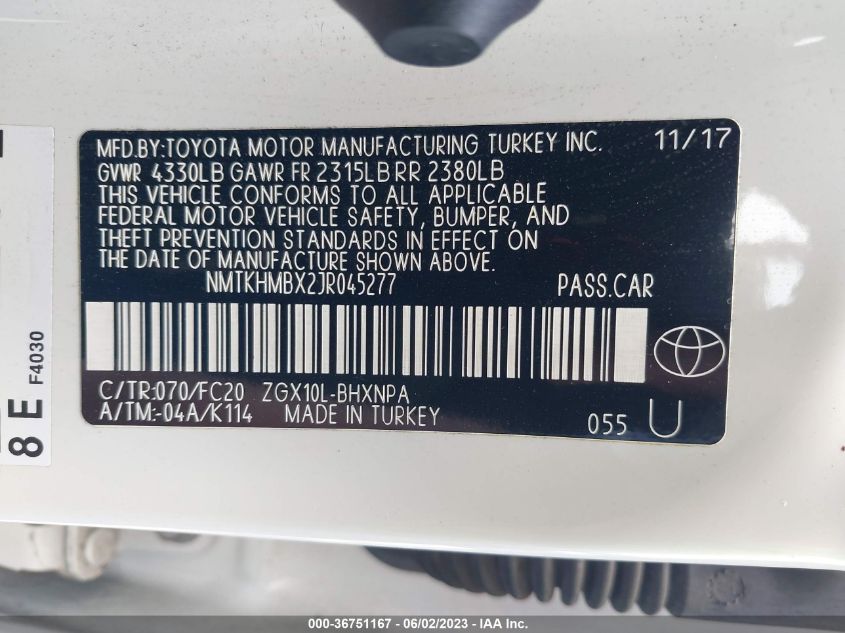 MFD.BY:TOYOTA MOTOR MANUFACTURING TURKEY INC. 11/17
GVWR 4330LB GAWR FR 2315LB RR 2380LB
THIS VEHICLE CONFORMS TO ALL APPLICABLE
FEDERAL MOTOR VEHICLE SAFETY, BUMPER, AND
THEFT PREVENTION STANDARDS IN EFFECT ON
THE DATE OF MANUFACTURE SHOWN ABOVE.
NMTKHMBX2JR045277 PASS.CAR
C/TR:070/FC20 ZGX10L-BHXNPA
A/TM:-04A/K114 MADE IN TURKEY
055 U
8 E
F4030
000-36751167 - 06/02/2023 - © IAA Inc.